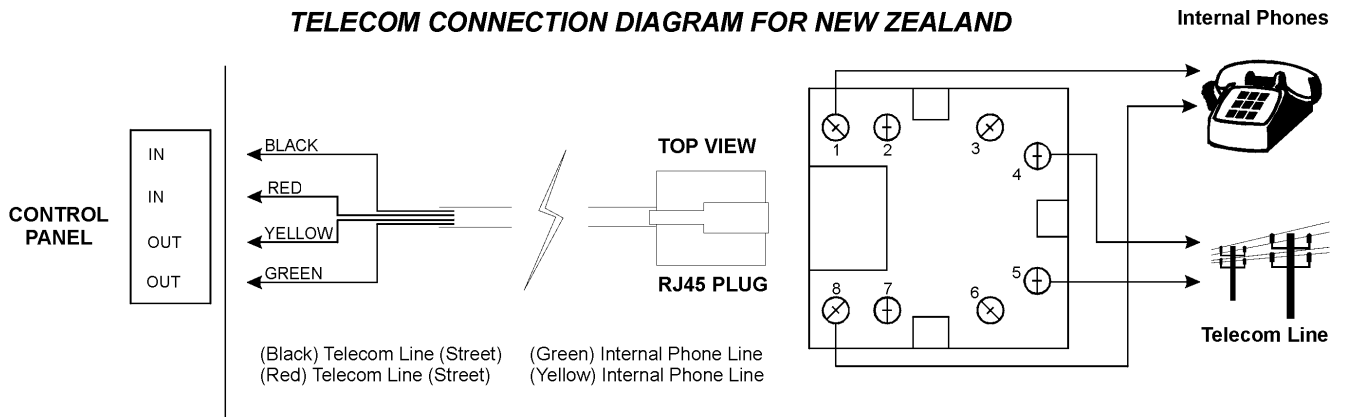 TELECOM CONNECTION DIAGRAM FOR NEW ZEALAND
Internal Phones
CONTROL
PANEL
IN
IN
OUT
OUT
BLACK
RED
YELLOW
GREEN
TOP VIEW
RJ45 PLUG
1
2
3
4
5
6
7
8
Telecom Line
(Black) Telecom Line (Street)
(Red) Telecom Line (Street)
(Green) Internal Phone Line
(Yellow) Internal Phone Line